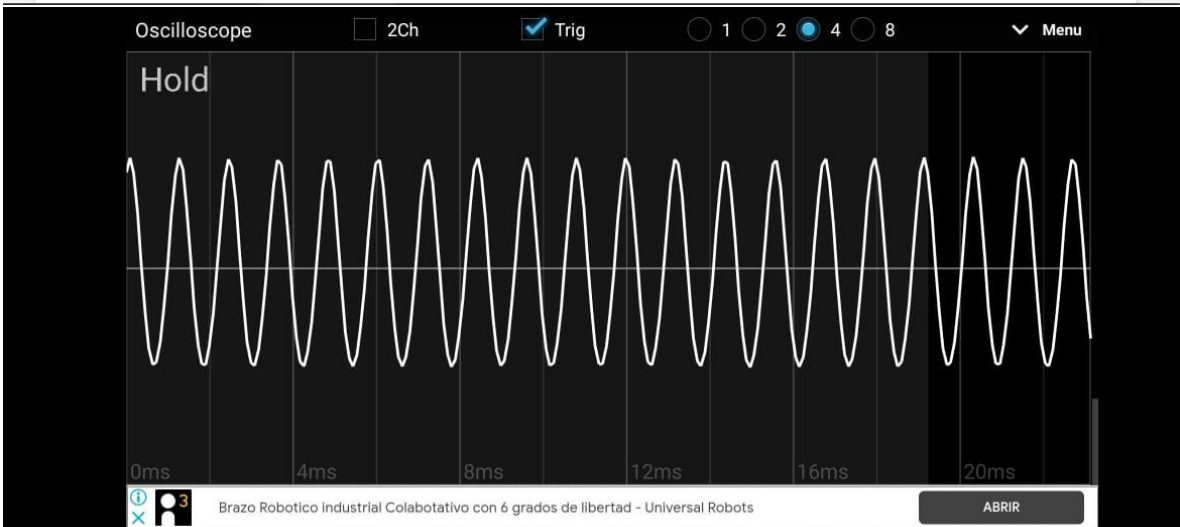 Oscilloscope 2Ch Trig 1 2 4 8 Menu
Hold
0ms 4ms 8ms 12ms 16ms 20ms
3
Brazo Robotico industrial Colabotativo con 6 grados de libertad - Universal Robots ABRIR